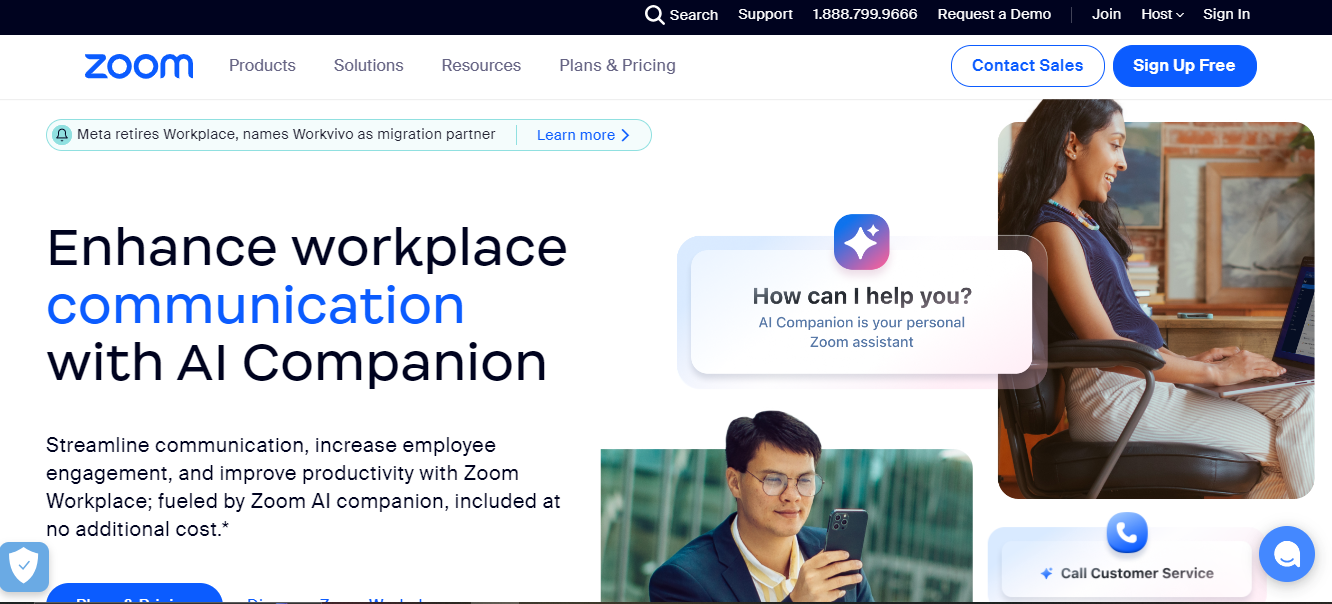 Search Support 1.888.799.9666 Request a Demo Join Host Sign In
zoom Products Solutions Resources Plans & Pricing Contact Sales Sign Up Free
Meta retires Workplace, names Workvivo as migration partner Learn more
Enhance workplace
communication
with AI Companion
How can I help you?
AI Companion is your personal
Zoom assistant
Streamline communication, increase employee
engagement, and improve productivity with Zoom
Workplace; fueled by Zoom AI companion, included at
no additional cost.*
Call Customer Service